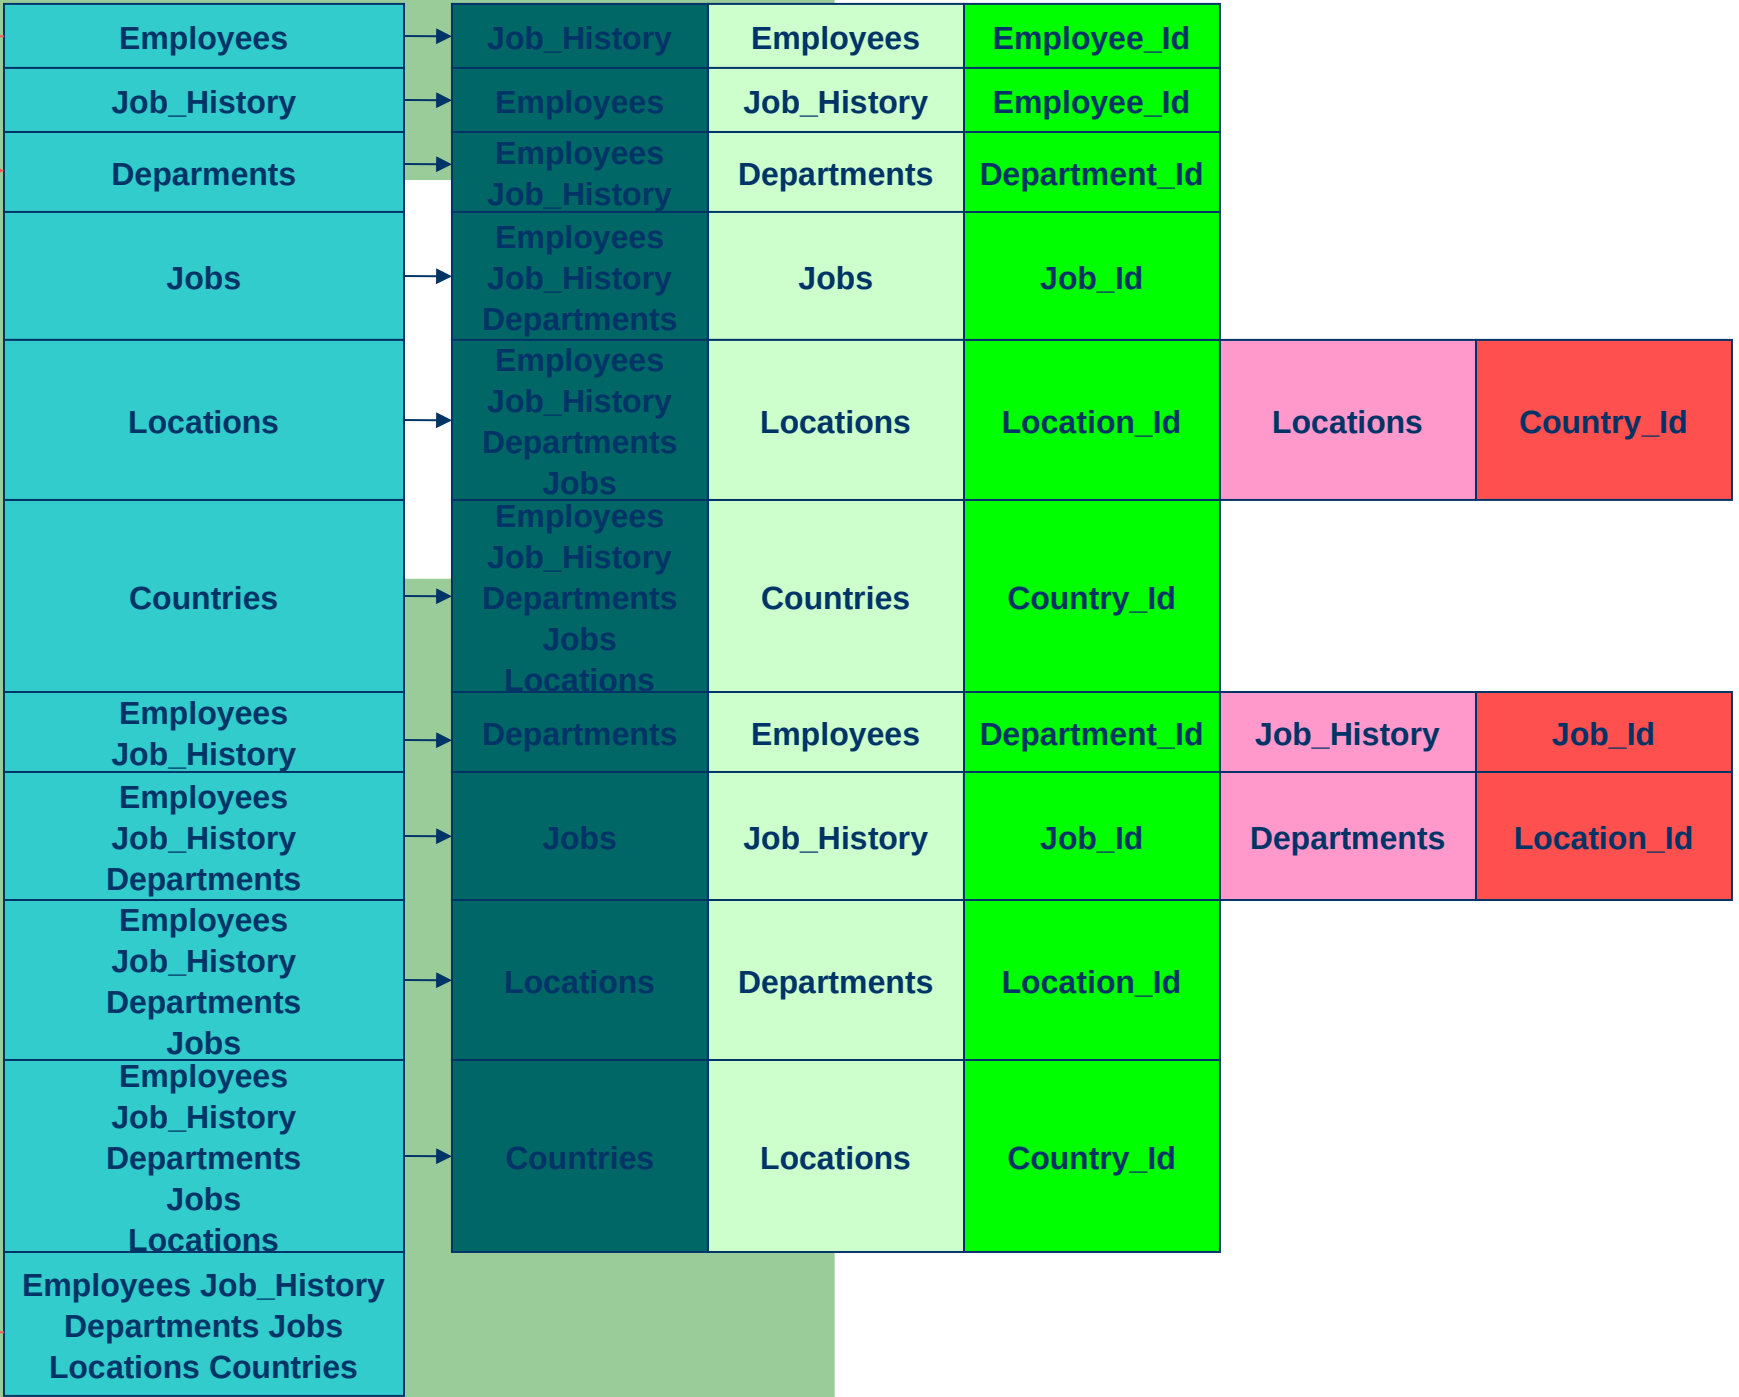 Employees Job_History Employees Employee_Id
Job_History Employees Job_History Employee_Id
Deparments Employees Job_History Departments Department_Id
Jobs Employees Job_History Departments Jobs Job_Id
Locations Employees Job_History Departments Jobs Locations Location_Id Locations Country_Id
Countries Employees Job_History Departments Jobs Locations Countries Country_Id
Employees Job_History Departments Employees Department_Id Job_History Job_Id
Employees Job_History Departments Jobs Job_History Job_Id Departments Location_Id
Employees Job_History Departments Jobs Locations Departments Location_Id
Employees Job_History Departments Jobs Locations Countries Locations Country_Id
Employees Job_History
Departments Jobs
Locations Countries